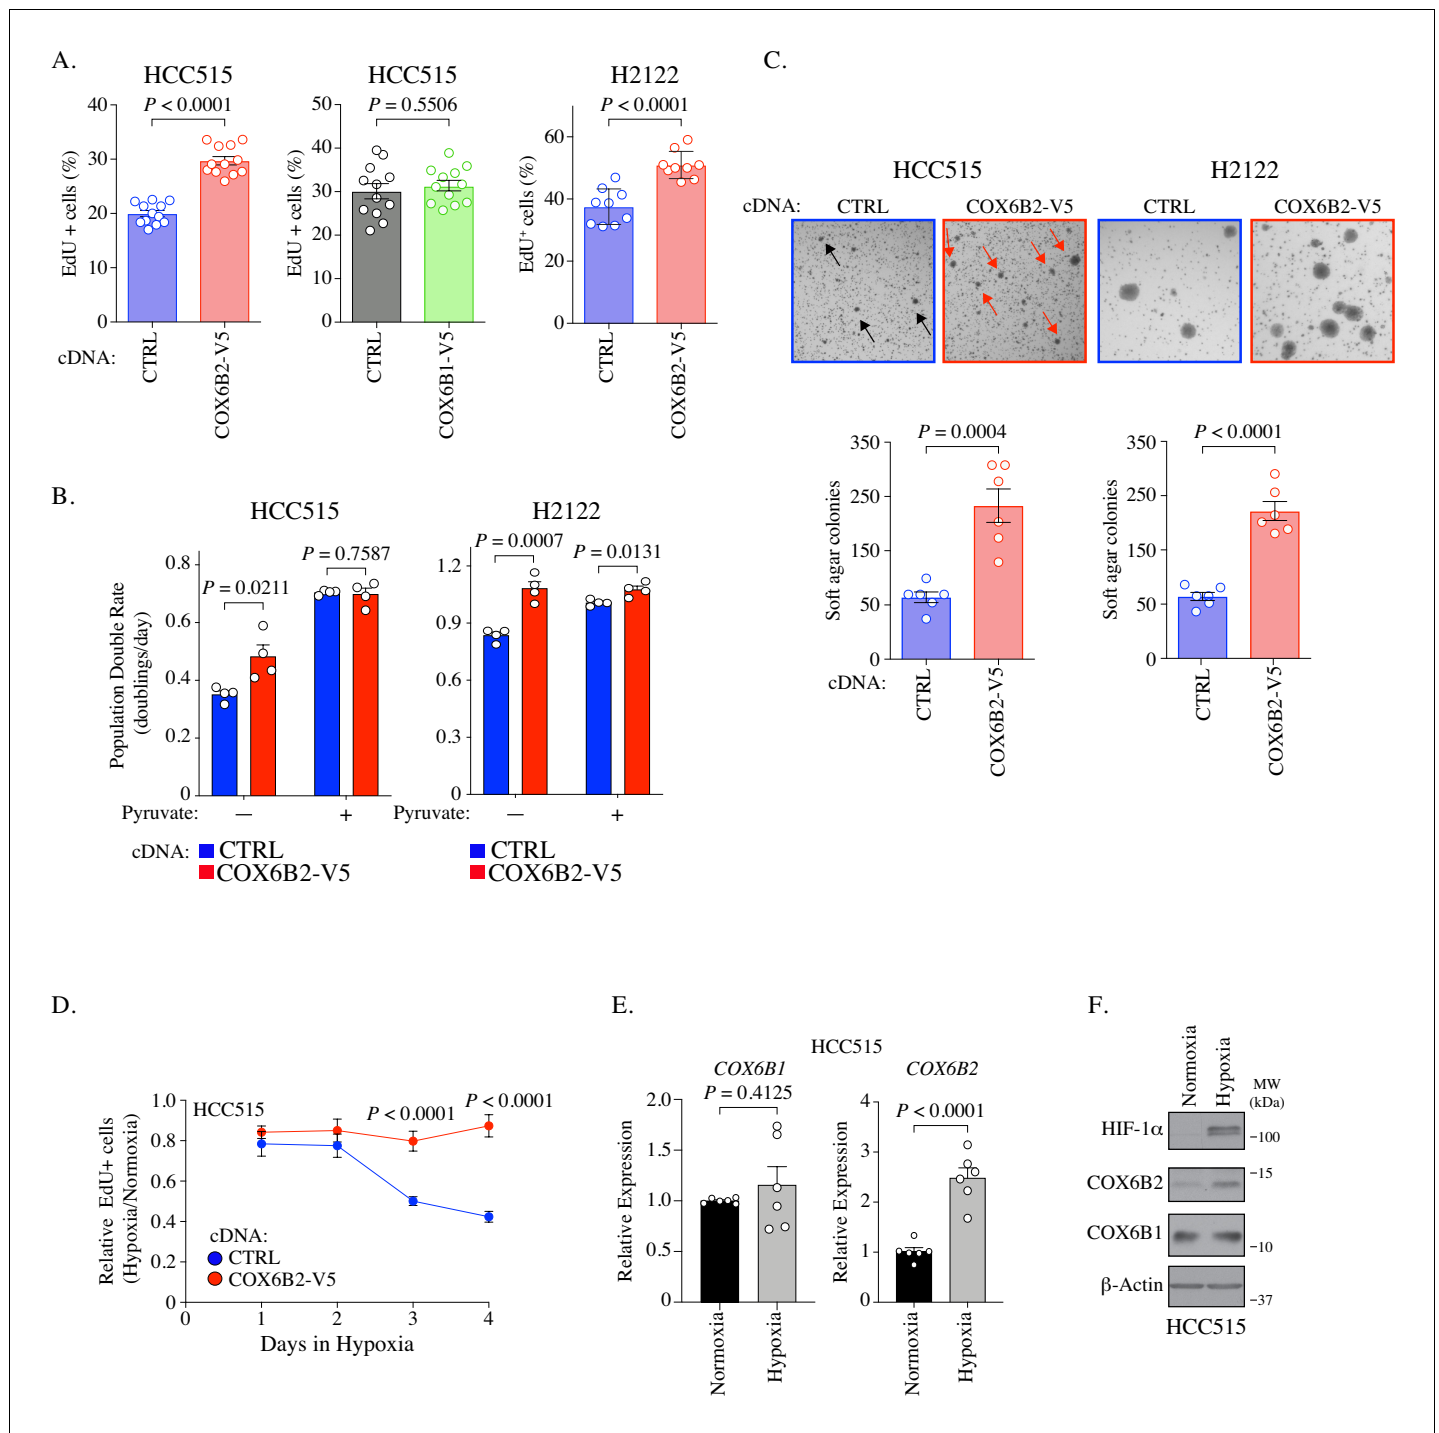 A.
HCC515
P < 0.0001
EdU + cells (%)
40
30
20
10
0
cDNA:
CTRL
COX6B2-V5
HCC515
P = 0.5506
EdU + cells (%)
50
40
30
20
10
0
CTRL
COX6B1-V5
H2122
P < 0.0001
EdU⁺ cells (%)
60
40
20
0
CTRL
COX6B2-V5
B.
HCC515
P = 0.0211
P = 0.7587
Population Double Rate
(doublings/day)
0.8
0.6
0.4
0.2
0
Pyruvate: — +
H2122
P = 0.0007
P = 0.0131
1.2
0.9
0.6
0.3
0
Pyruvate: — +
cDNA:
CTRL
COX6B2-V5
CTRL
COX6B2-V5
C.
HCC515
H2122
cDNA: CTRL COX6B2-V5 CTRL COX6B2-V5
P = 0.0004
Soft agar colonies
350
250
150
50
0
cDNA:
CTRL
COX6B2-V5
P < 0.0001
Soft agar colonies
350
250
150
50
0
CTRL
COX6B2-V5
D.
HCC515
P < 0.0001
P < 0.0001
Relative EdU+ cells
(Hypoxia/Normoxia)
1.0
0.8
0.6
0.4
0.2
0
cDNA:
CTRL
COX6B2-V5
0 1 2 3 4
Days in Hypoxia
E.
HCC515
COX6B1
P = 0.4125
Relative Expression
2.0
1.5
1.0
0.5
0
Normoxia
Hypoxia
COX6B2
P < 0.0001
Relative Expression
4
3
2
1
0
Normoxia
Hypoxia
F.
Normoxia
Hypoxia
MW
(kDa)
HIF-1α
−100
COX6B2
−15
COX6B1
−10
β-Actin
−37
HCC515